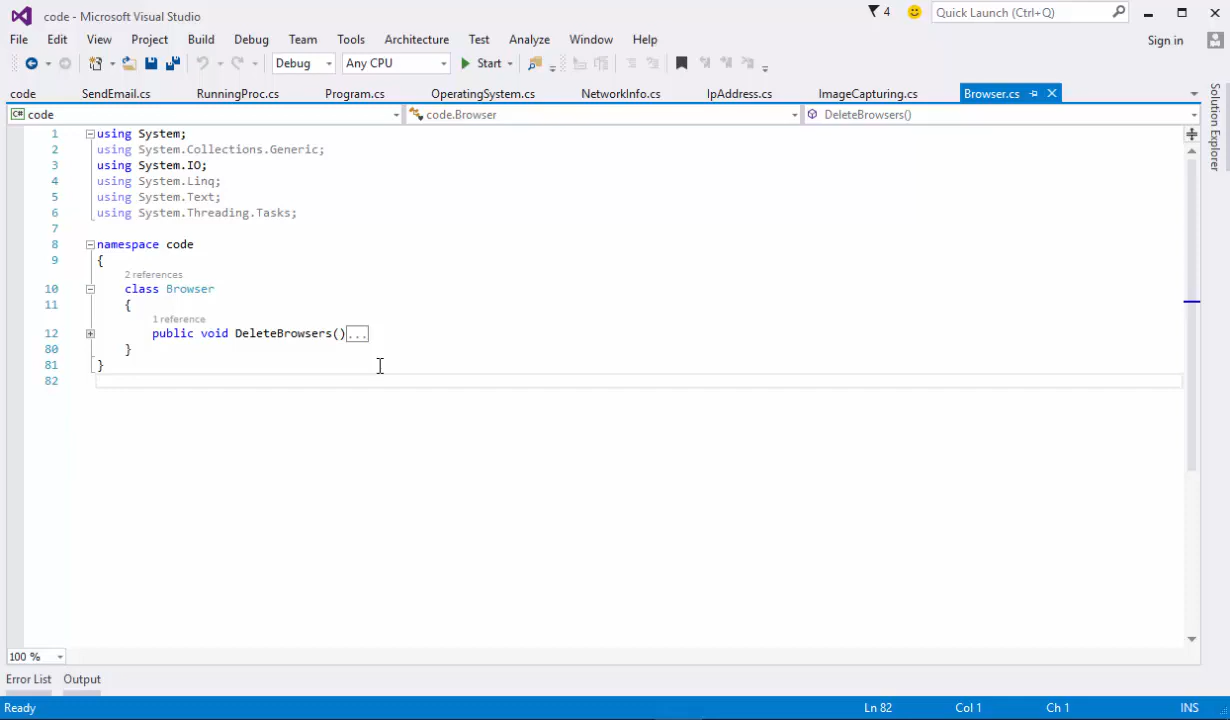 code - Microsoft Visual Studio
4
Quick Launch (Ctrl+Q)
File Edit View Project Build Debug Team Tools Architecture Test Analyze Window Help
Sign in
Debug Any CPU Start
code SendEmail.cs RunningProc.cs Program.cs OperatingSystem.cs NetworkInfo.cs IpAddress.cs ImageCapturing.cs Browser.cs
Solution Explorer
C# code code.Browser DeleteBrowsers()
1 using System;
2 using System.Collections.Generic;
3 using System.IO;
4 using System.Linq;
5 using System.Text;
6 using System.Threading.Tasks;
7
8 namespace code
9 {
2 references
10 class Browser
11 {
1 reference
12 public void DeleteBrowsers()...
80 }
81 }
82
100 %
Error List Output
Ready Ln 82 Col 1 Ch 1 INS